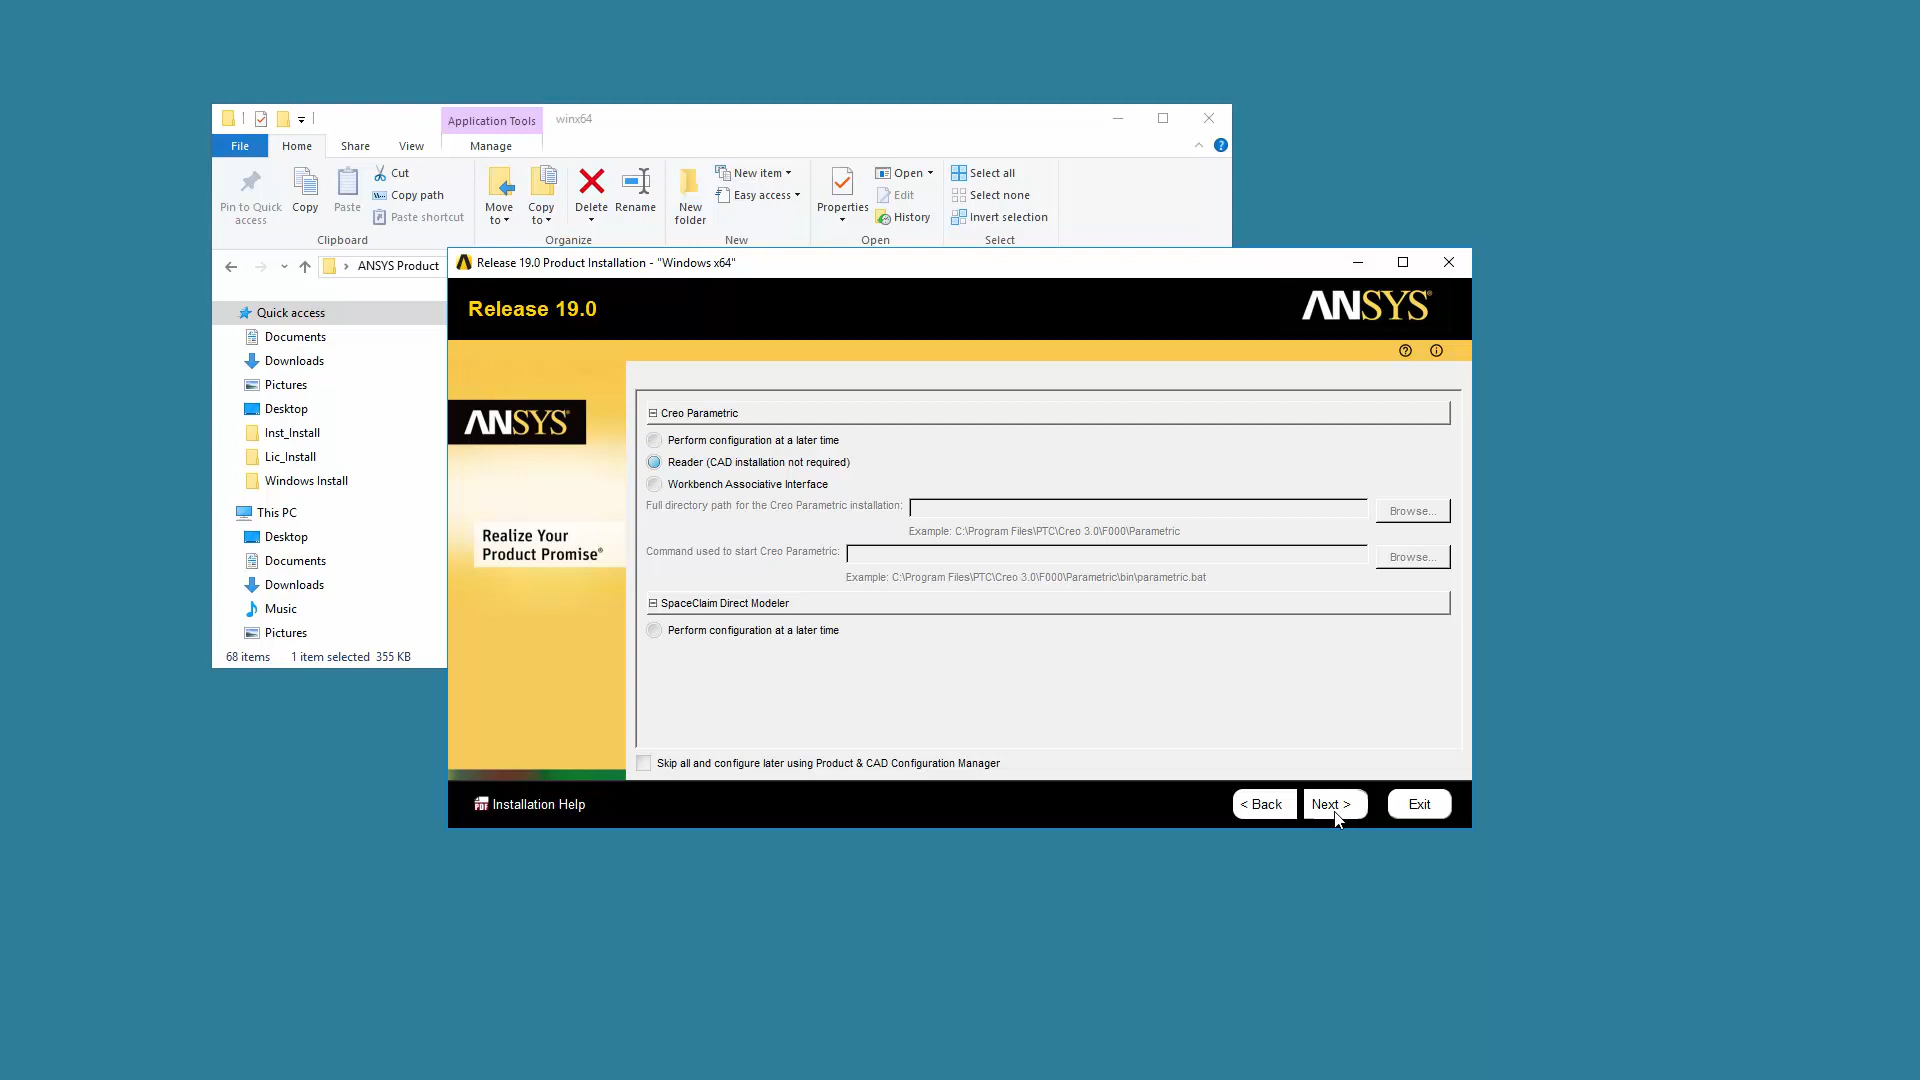 Application Tools
winx64
File
Home
Share
View
Manage
Pin to Quick access
Copy
Paste
Cut
Copy path
Paste shortcut
Move to
Copy to
Delete
Rename
New folder
New item
Easy access
Properties
Open
Edit
History
Select all
Select none
Invert selection
Clipboard
Organize
New
Open
Select
ANSYS Product
Quick access
Documents
Downloads
Pictures
Desktop
Inst_Install
Lic_Install
Windows Install
This PC
Desktop
Documents
Downloads
Music
Pictures
68 items 1 item selected 355 KB
Release 19.0 Product Installation - "Windows x64"
Release 19.0
ANSYS®
ANSYS®
Realize Your
Product Promise®
Creo Parametric
Perform configuration at a later time
Reader (CAD installation not required)
Workbench Associative Interface
Full directory path for the Creo Parametric installation:
Browse...
Example: C:\Program Files\PTC\Creo 3.0\F000\Parametric
Command used to start Creo Parametric:
Browse...
Example: C:\Program Files\PTC\Creo 3.0\F000\Parametric\bin\parametric.bat
SpaceClaim Direct Modeler
Perform configuration at a later time
Skip all and configure later using Product & CAD Configuration Manager
PDF Installation Help
< Back
Next >
Exit